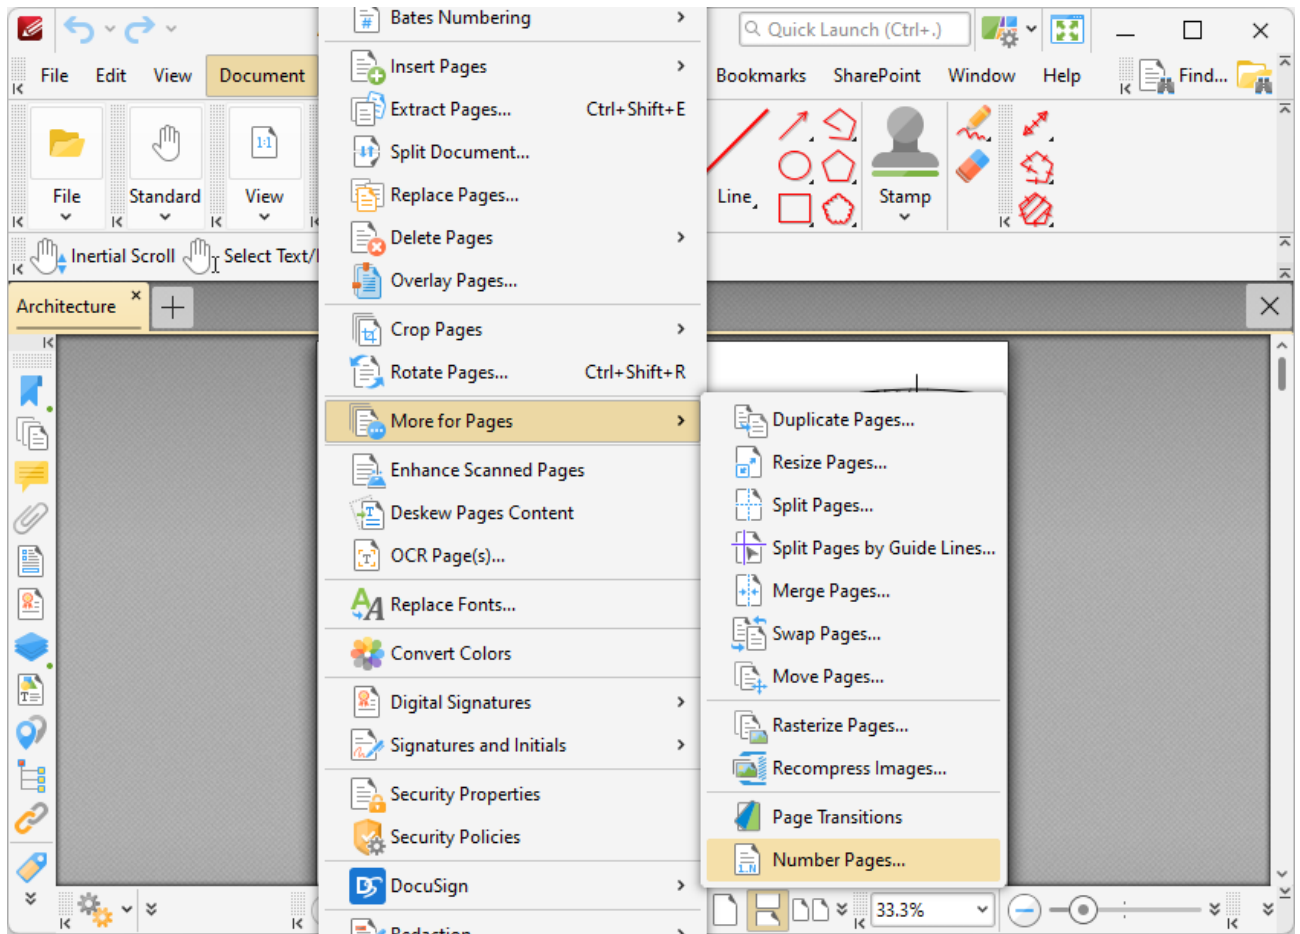 Quick Launch (Ctrl+.)
File Edit View Document Bookmarks SharePoint Window Help Find...
File
Standard
View
Line
Stamp
Inertial Scroll
Select Text/
Architecture
Bates Numbering
Insert Pages
Extract Pages... Ctrl+Shift+E
Split Document...
Replace Pages...
Delete Pages
Overlay Pages...
Crop Pages
Rotate Pages... Ctrl+Shift+R
More for Pages
Enhance Scanned Pages
Deskew Pages Content
OCR Page(s)...
Replace Fonts...
Convert Colors
Digital Signatures
Signatures and Initials
Security Properties
Security Policies
DocuSign
Redaction
Duplicate Pages...
Resize Pages...
Split Pages...
Split Pages by Guide Lines...
Merge Pages...
Swap Pages...
Move Pages...
Rasterize Pages...
Recompress Images...
Page Transitions
Number Pages...
33.3%